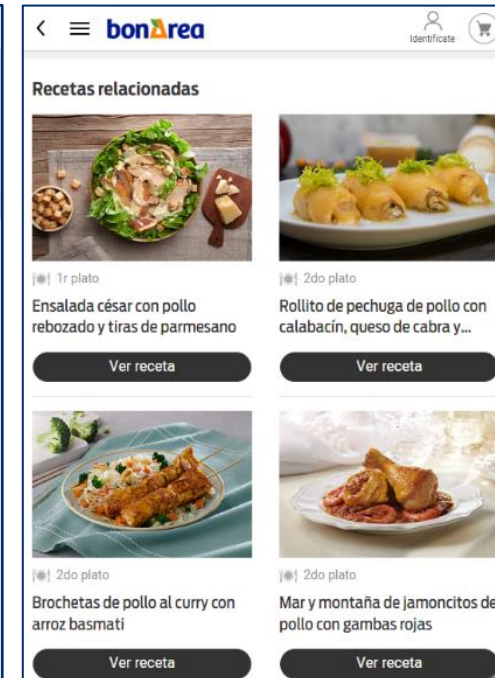 bonÀrea
Identificate
Recetas relacionadas
1r plato
2do plato
Ensalada césar con pollo
rebozado y tiras de parmesano
Rollito de pechuga de pollo con
calabacín, queso de cabra y...
Ver receta
Ver receta
2do plato
2do plato
Brochetas de pollo al curry con
arroz basmati
Mar y montaña de jamoncitos de
pollo con gambas rojas
Ver receta
Ver receta